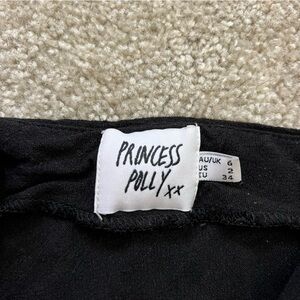 PRINCESS
POLLY xx
AU/UK 6
US 2
EU 34